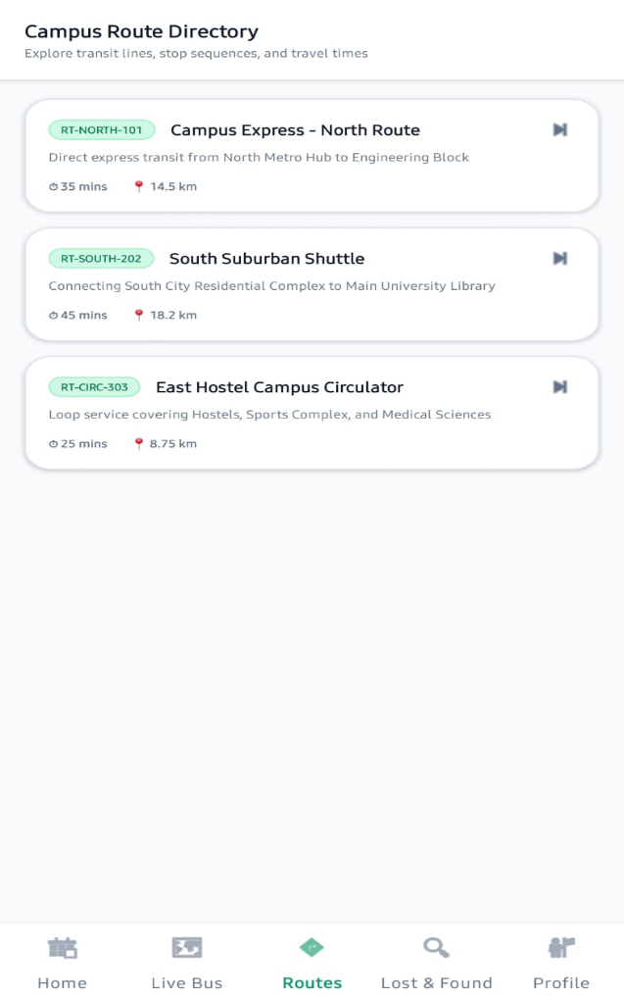 Campus Route Directory
Explore transit lines, stop sequences, and travel times
RT-NORTH-101 Campus Express - North Route
Direct express transit from North Metro Hub to Engineering Block
35 mins 14.5 km
RT-SOUTH-202 South Suburban Shuttle
Connecting South City Residential Complex to Main University Library
45 mins 18.2 km
RT-CIRC-303 East Hostel Campus Circulator
Loop service covering Hostels, Sports Complex, and Medical Sciences
25 mins 8.75 km
Home Live Bus Routes Lost & Found Profile